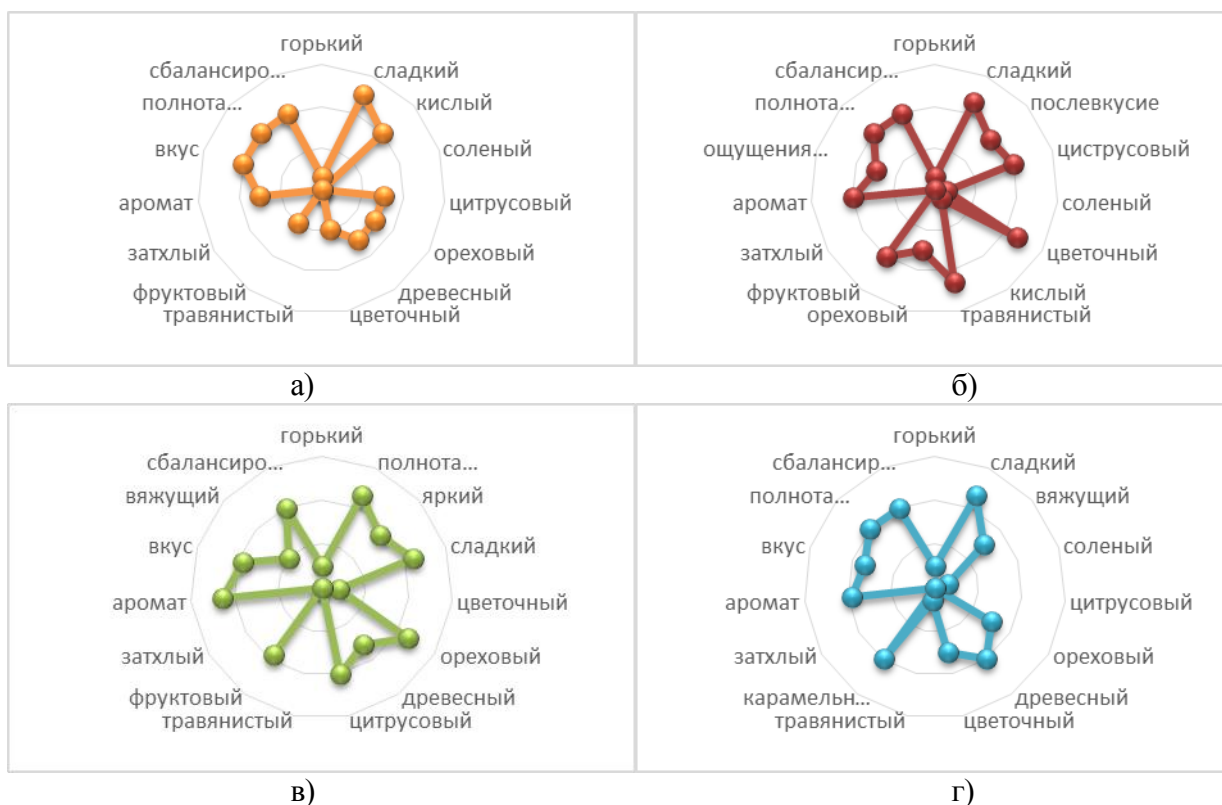 горький
сбалансиро...
сладкий
полнота...
кислый
вкус
соленый
аромат
цитрусовый
затхлый
ореховый
фруктовый
древесный
травянистый
цветочный
а)
горький
сбалансир...
сладкий
полнота...
послевкусие
ощущения...
циструсовый
аромат
соленый
затхлый
цветочный
фруктовый
кислый
ореховый
травянистый
б)
горький
сбалансиро...
полнота...
вяжущий
яркий
вкус
сладкий
аромат
цветочный
затхлый
ореховый
фруктовый
древесный
травянистый
цитрусовый
в)
горький
сбалансир...
сладкий
полнота...
вяжущий
вкус
соленый
аромат
цитрусовый
затхлый
ореховый
карамельн...
древесный
травянистый
цветочный
г)